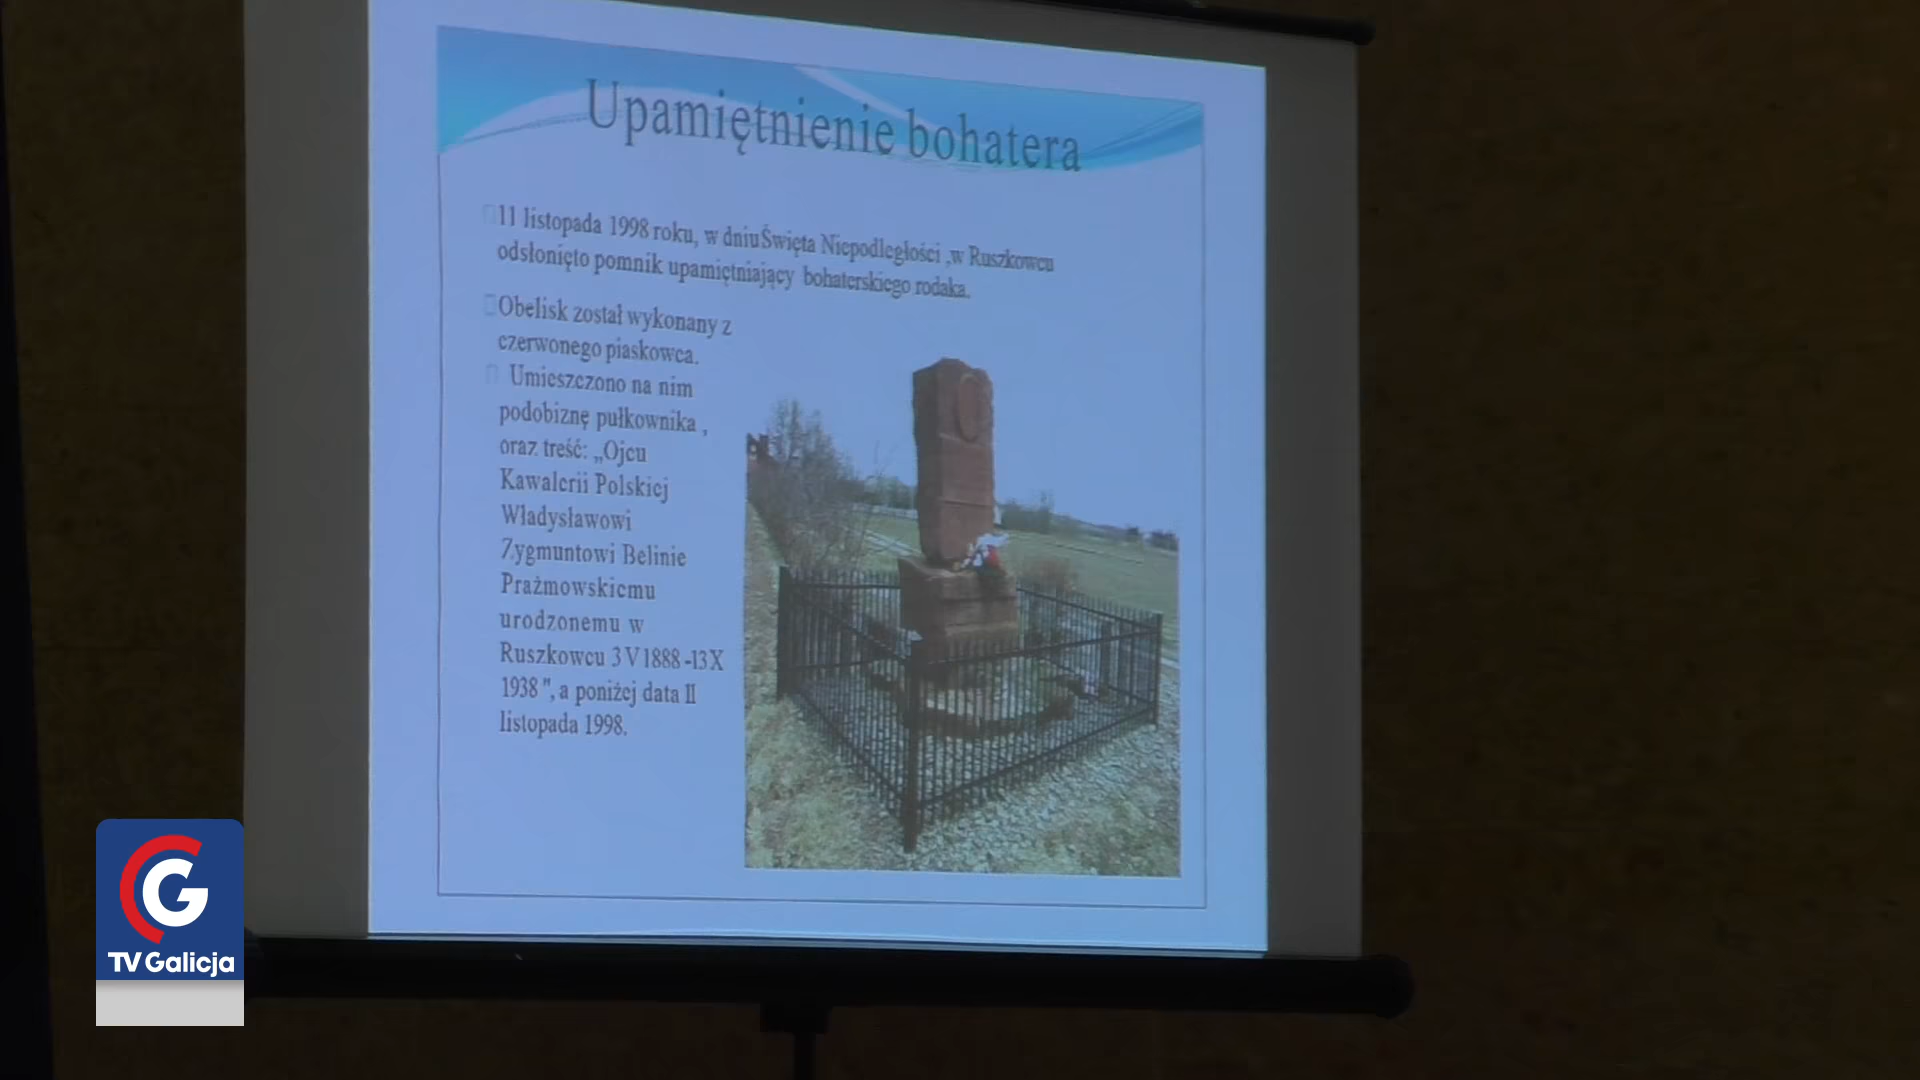 Upamiętnienie bohatera
11 listopada 1998 roku, w dniu Święta Niepodległości ,w Ruszkowcu
odsłonięto pomnik upamiętniający bohaterskiego rodaka.
Obelisk został wykonany z
czerwonego piaskowca.
Umieszczono na nim
podobiznę pułkownika ,
oraz treść: „Ojcu
Kawalerii Polskiej
Władysławowi
Zygmuntowi Belinie
Prażmowskiemu
urodzonemu w
Ruszkowcu 3 V 1888 -13 X
1938 ", a poniżej data 11
listopada 1998.
TV Galicja